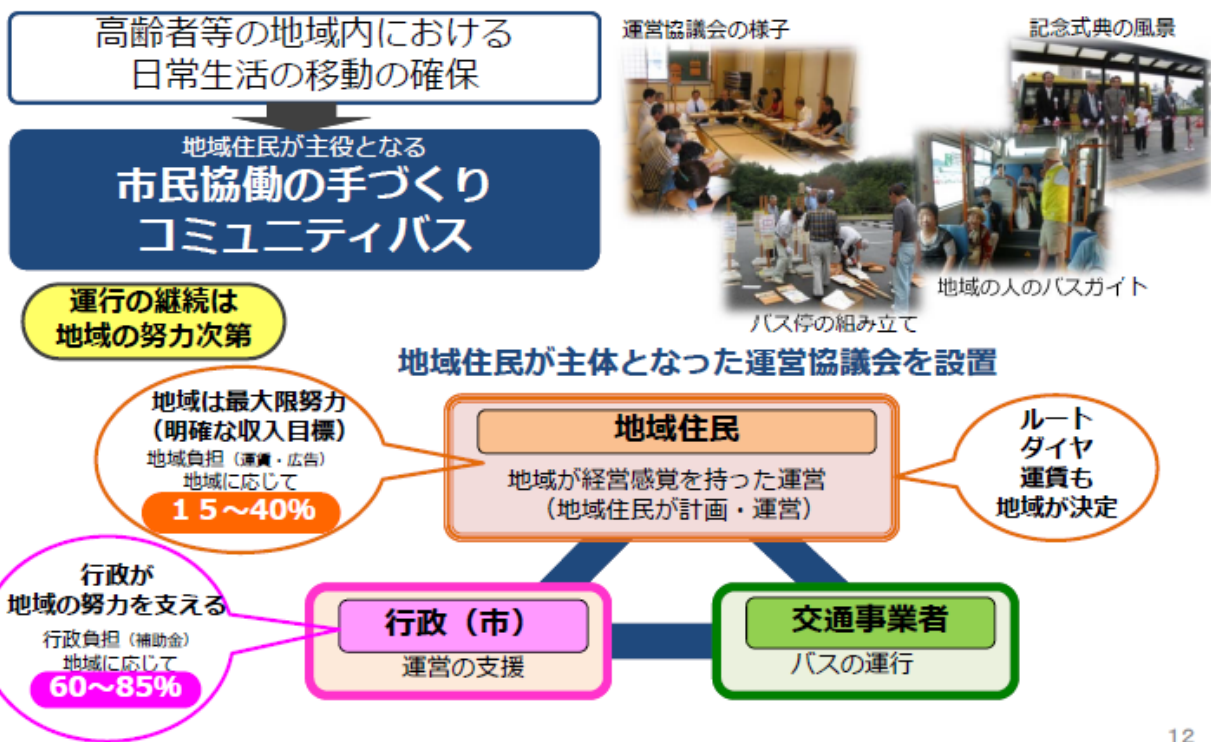 高齢者等の地域内における
日常生活の移動の確保
地域住民が主役となる
市民協働の手づくり
コミュニティバス
運営協議会の様子
記念式典の風景
地域の人のバスガイト
バス停の組み立て
運行の継続は
地域の努力次第
地域住民が主体となった運営協議会を設置
地域は最大限努力
（明確な収入目標）
地域負担（運賃・広告）
地域に応じて
１５～40%
地域住民
地域が経営感覚を持った運営
（地域住民が計画・運営）
ルート
ダイヤ
運賃も
地域が決定
行政が
地域の努力を支える
行政負担（補助金）
地域に応じて
60～85%
行政（市）
運営の支援
交通事業者
バスの運行
12